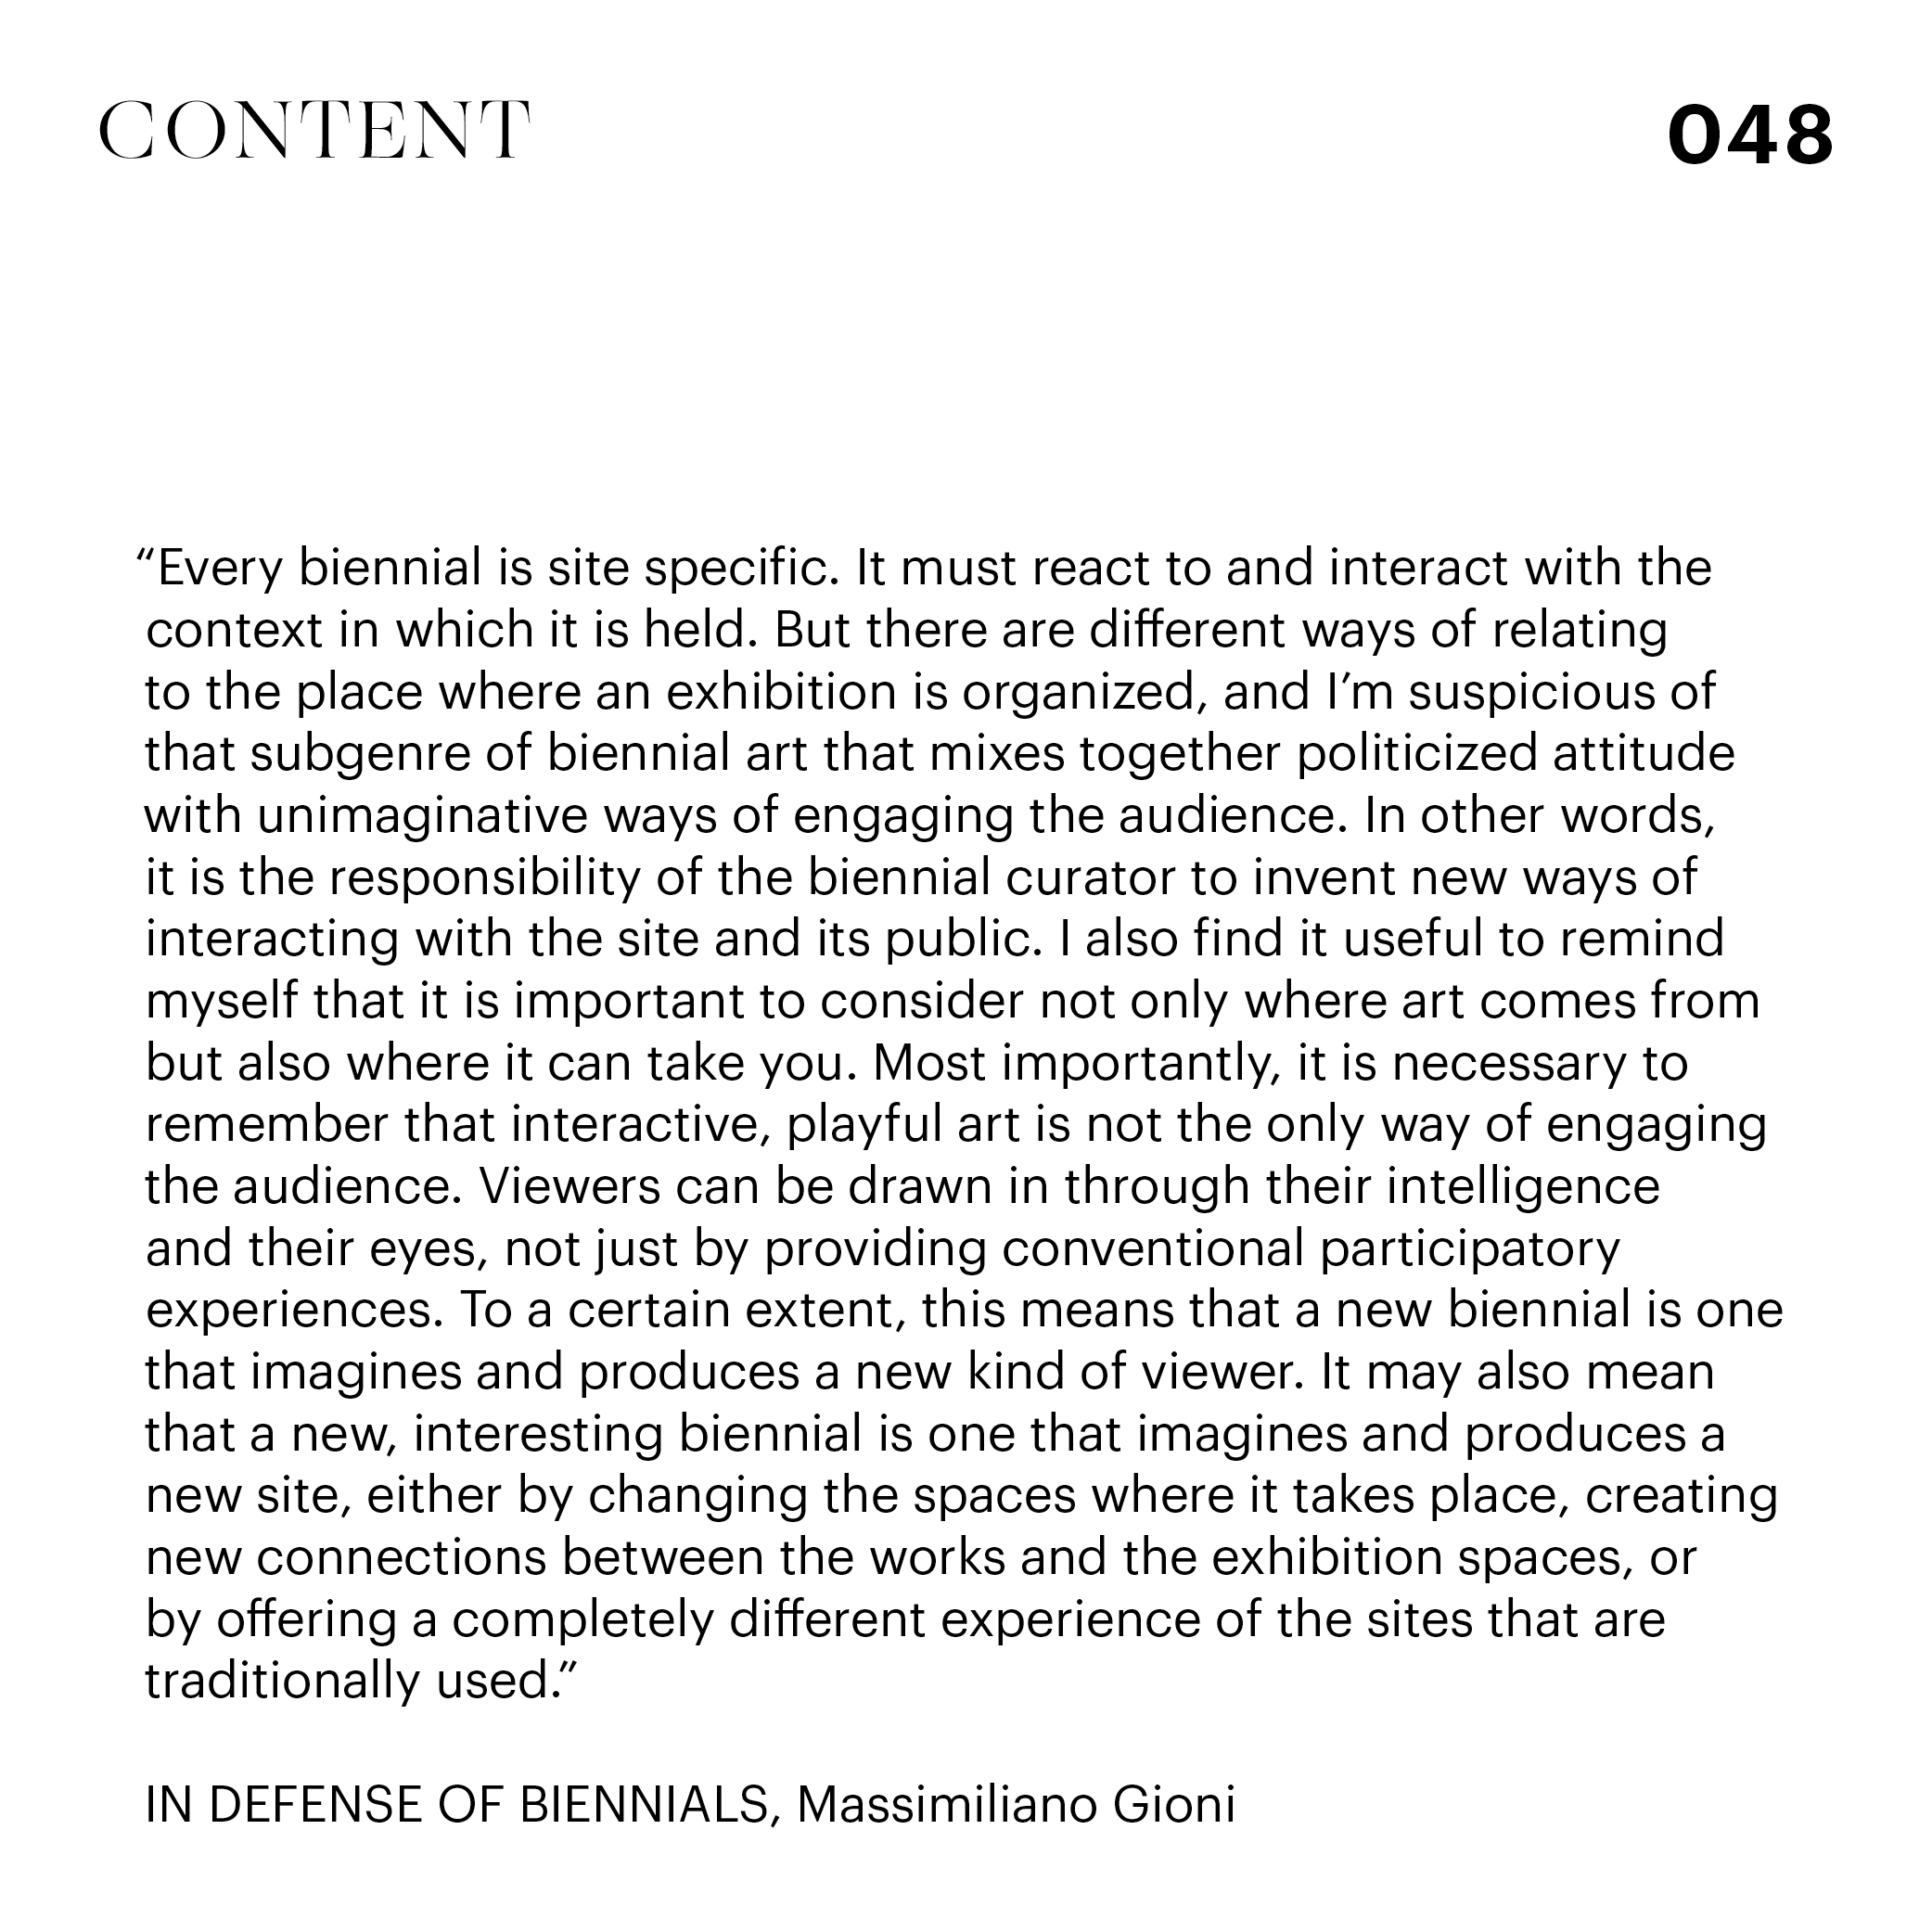 CONTENT
048
“Every biennial is site specific. It must react to and interact with the
context in which it is held. But there are different ways of relating
to the place where an exhibition is organized, and I’m suspicious of
that subgenre of biennial art that mixes together politicized attitude
with unimaginative ways of engaging the audience. In other words,
it is the responsibility of the biennial curator to invent new ways of
interacting with the site and its public. I also find it useful to remind
myself that it is important to consider not only where art comes from
but also where it can take you. Most importantly, it is necessary to
remember that interactive, playful art is not the only way of engaging
the audience. Viewers can be drawn in through their intelligence
and their eyes, not just by providing conventional participatory
experiences. To a certain extent, this means that a new biennial is one
that imagines and produces a new kind of viewer. It may also mean
that a new, interesting biennial is one that imagines and produces a
new site, either by changing the spaces where it takes place, creating
new connections between the works and the exhibition spaces, or
by offering a completely different experience of the sites that are
traditionally used.”
IN DEFENSE OF BIENNIALS, Massimiliano Gioni